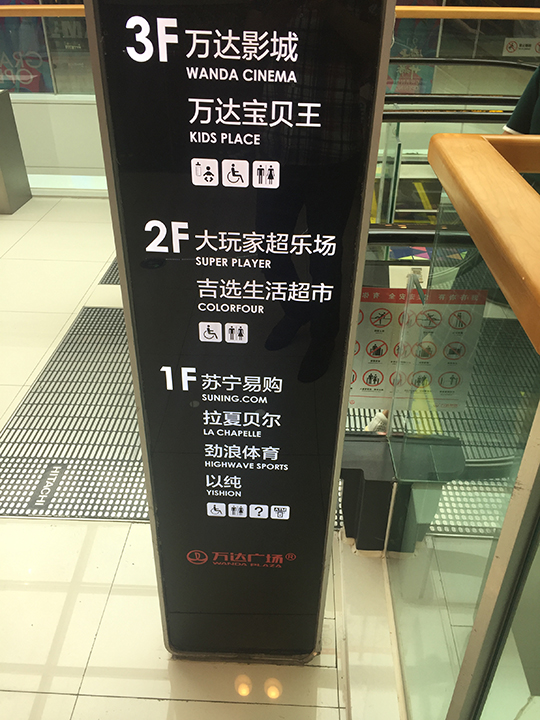 3F 万达影城
WANDA CINEMA
万达宝贝王
KIDS PLACE
2F 大玩家超乐场
SUPER PLAYER
吉选生活超市
COLORFOUR
1F 苏宁易购
SUNING.COM
拉夏贝尔
LA CHAPELLE
劲浪体育
HIGHWAVE SPORTS
以纯
YISHION
?
万达广场®
WANDA PLAZA
HITACHI